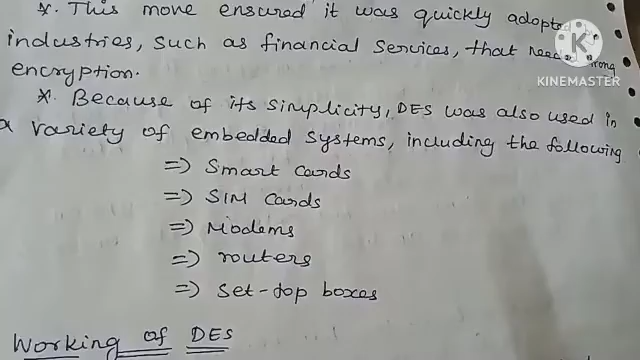 *. This move ensured it was quickly adopted
industries, such as financial services, that need strong
encryption.
*. Because of its simplicity, DES was also used in
a variety of embedded systems, including the following
=> Smart cards
=> SIM cards
=> Modems
=> routers
=> Set-top boxes
Working of DES
K
KINEMASTER